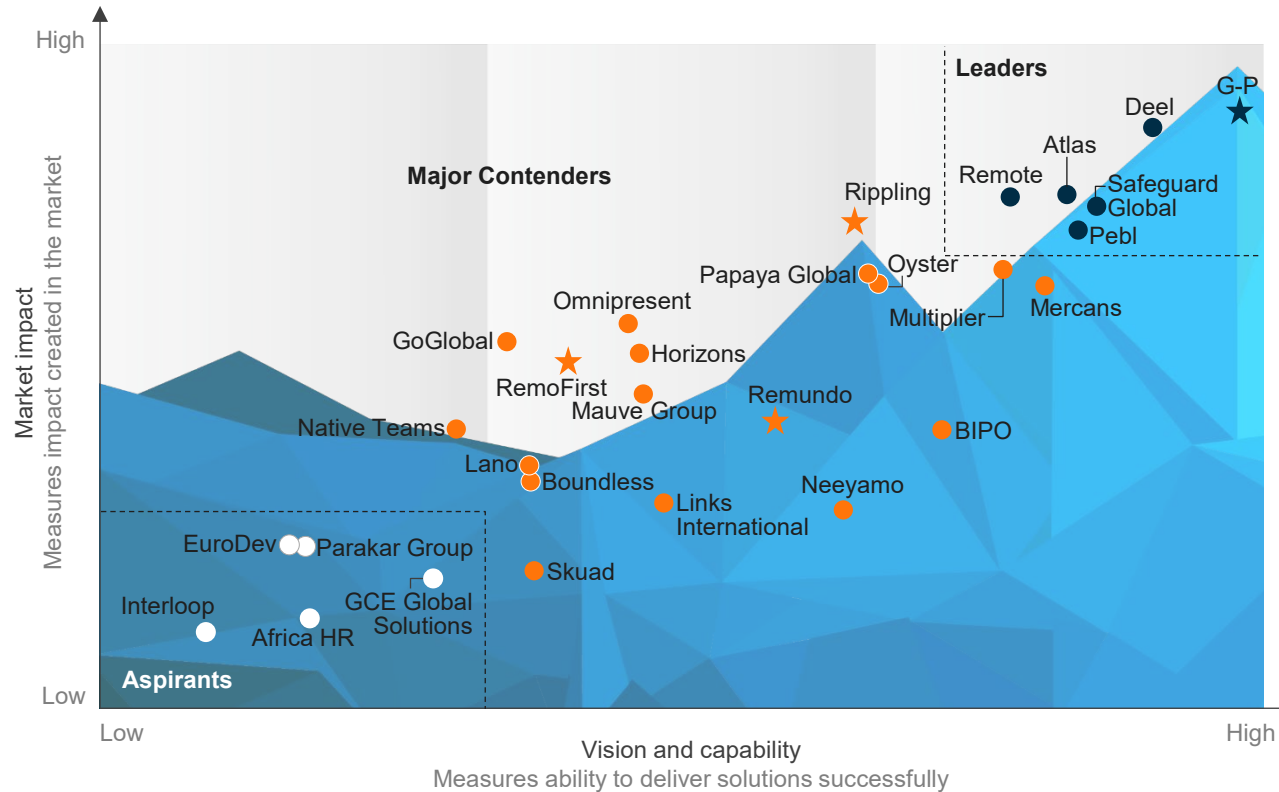 High
Leaders
G-P
Deel
Atlas
Remote
Safeguard
Global
Major Contenders
Rippling
Pebl
Papaya Global
Oyster
Omnipresent
Multiplier
Mercans
GoGlobal
Horizons
RemoFirst
Mauve Group
Remundo
Native Teams
BIPO
Lano
Boundless
Neeyamo
Links
International
EuroDev
Parakar Group
Skuad
Interloop
GCE Global
Solutions
Africa HR
Aspirants
Market impact
Measures impact created in the market
Low
Low
High
Vision and capability
Measures ability to deliver solutions successfully